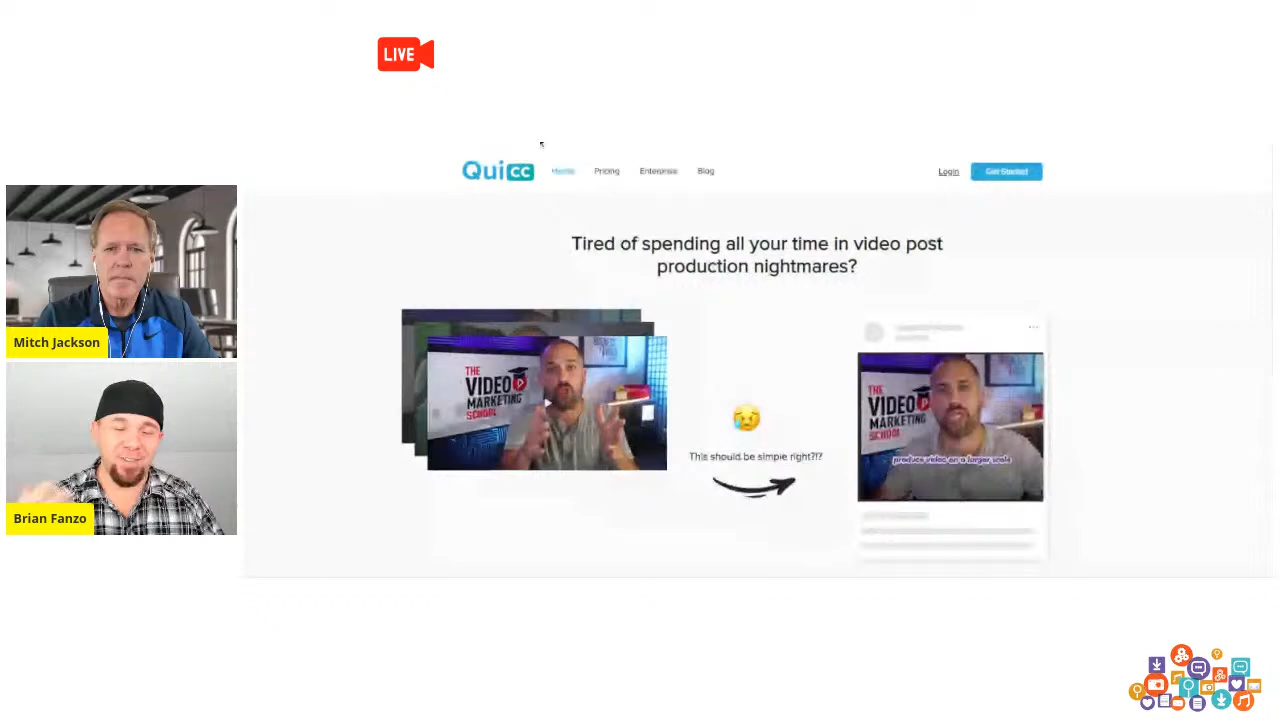 LIVE
Quicc
Home
Pricing
Enterprise
Blog
Login
Get Started
Tired of spending all your time in video post
production nightmares?
THE
VIDEO
MARKETING
SCHOOL
This should be simple right?!?
THE
VIDEO
MARKETING
SCHOOL
produce video on a larger scale
Mitch Jackson
Brian Fanzo